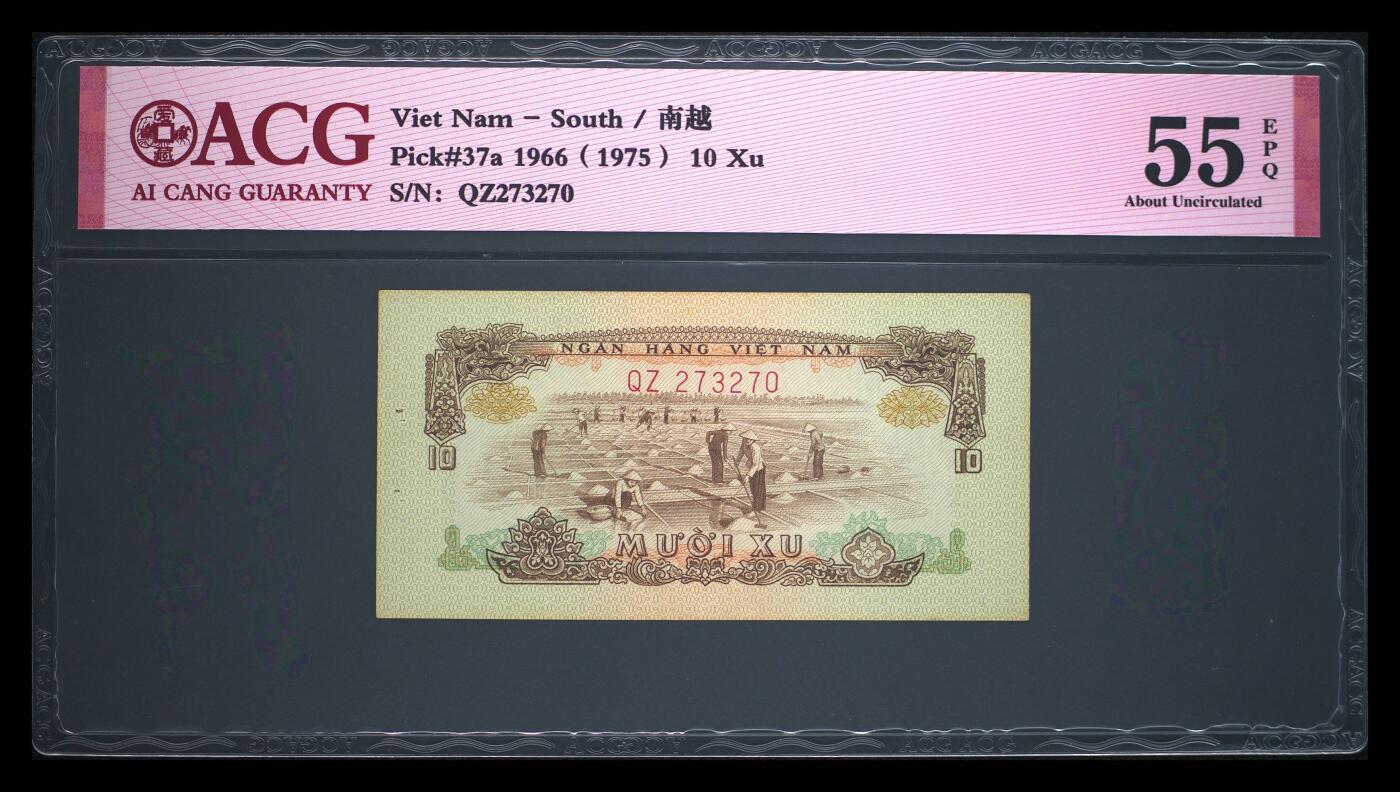 ACG
AI CANG GUARANTY
Viet Nam – South / 南越
Pick#37a 1966 ( 1975 ) 10 Xu
S/N: QZ273270
55
EPQ
About Uncirculated
NGÂN HÀNG VIỆT NAM
QZ 273270
10
10
MƯỜI XU